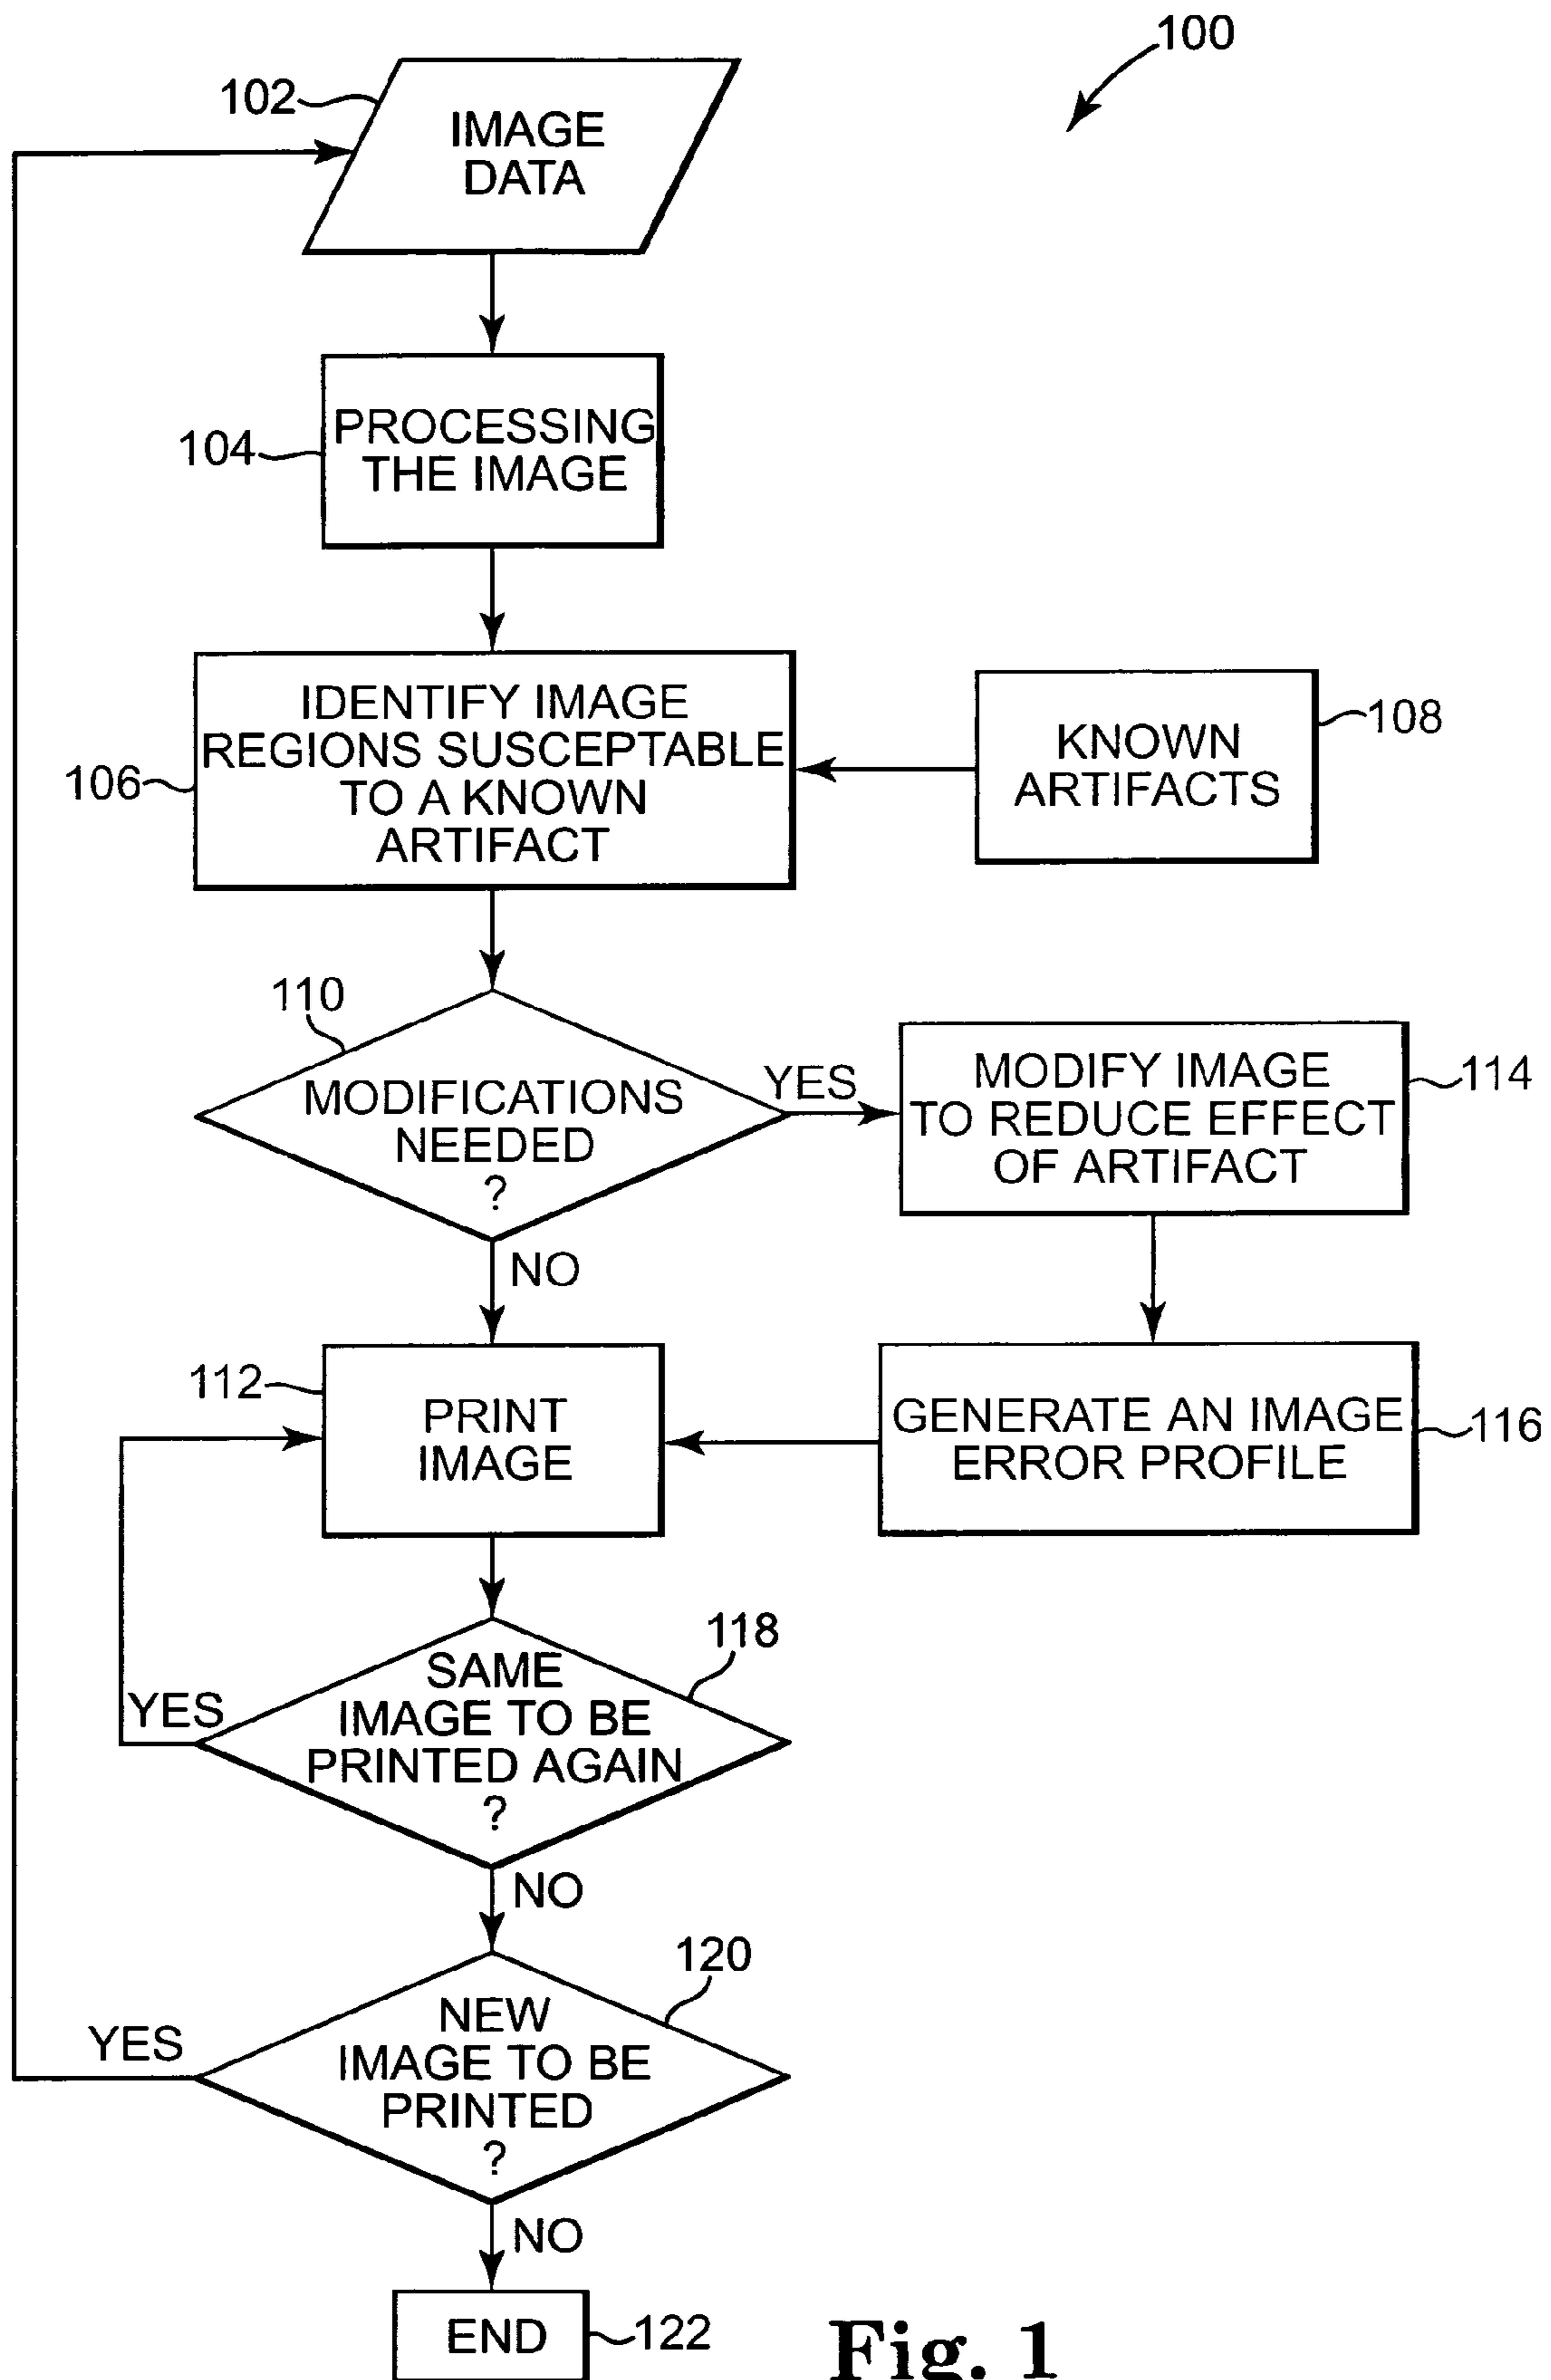 100
102
IMAGE
DATA
104
PROCESSING
THE IMAGE
106
IDENTIFY IMAGE
REGIONS SUSCEPTABLE
TO A KNOWN
ARTIFACT
KNOWN
ARTIFACTS
108
110
MODIFICATIONS
NEEDED
?
YES
MODIFY IMAGE
TO REDUCE EFFECT
OF ARTIFACT
114
NO
112
PRINT
IMAGE
GENERATE AN IMAGE
ERROR PROFILE
116
118
SAME
IMAGE TO BE
PRINTED AGAIN
?
YES
NO
120
NEW
IMAGE TO BE
PRINTED
?
YES
NO
END
122
Fig. 1